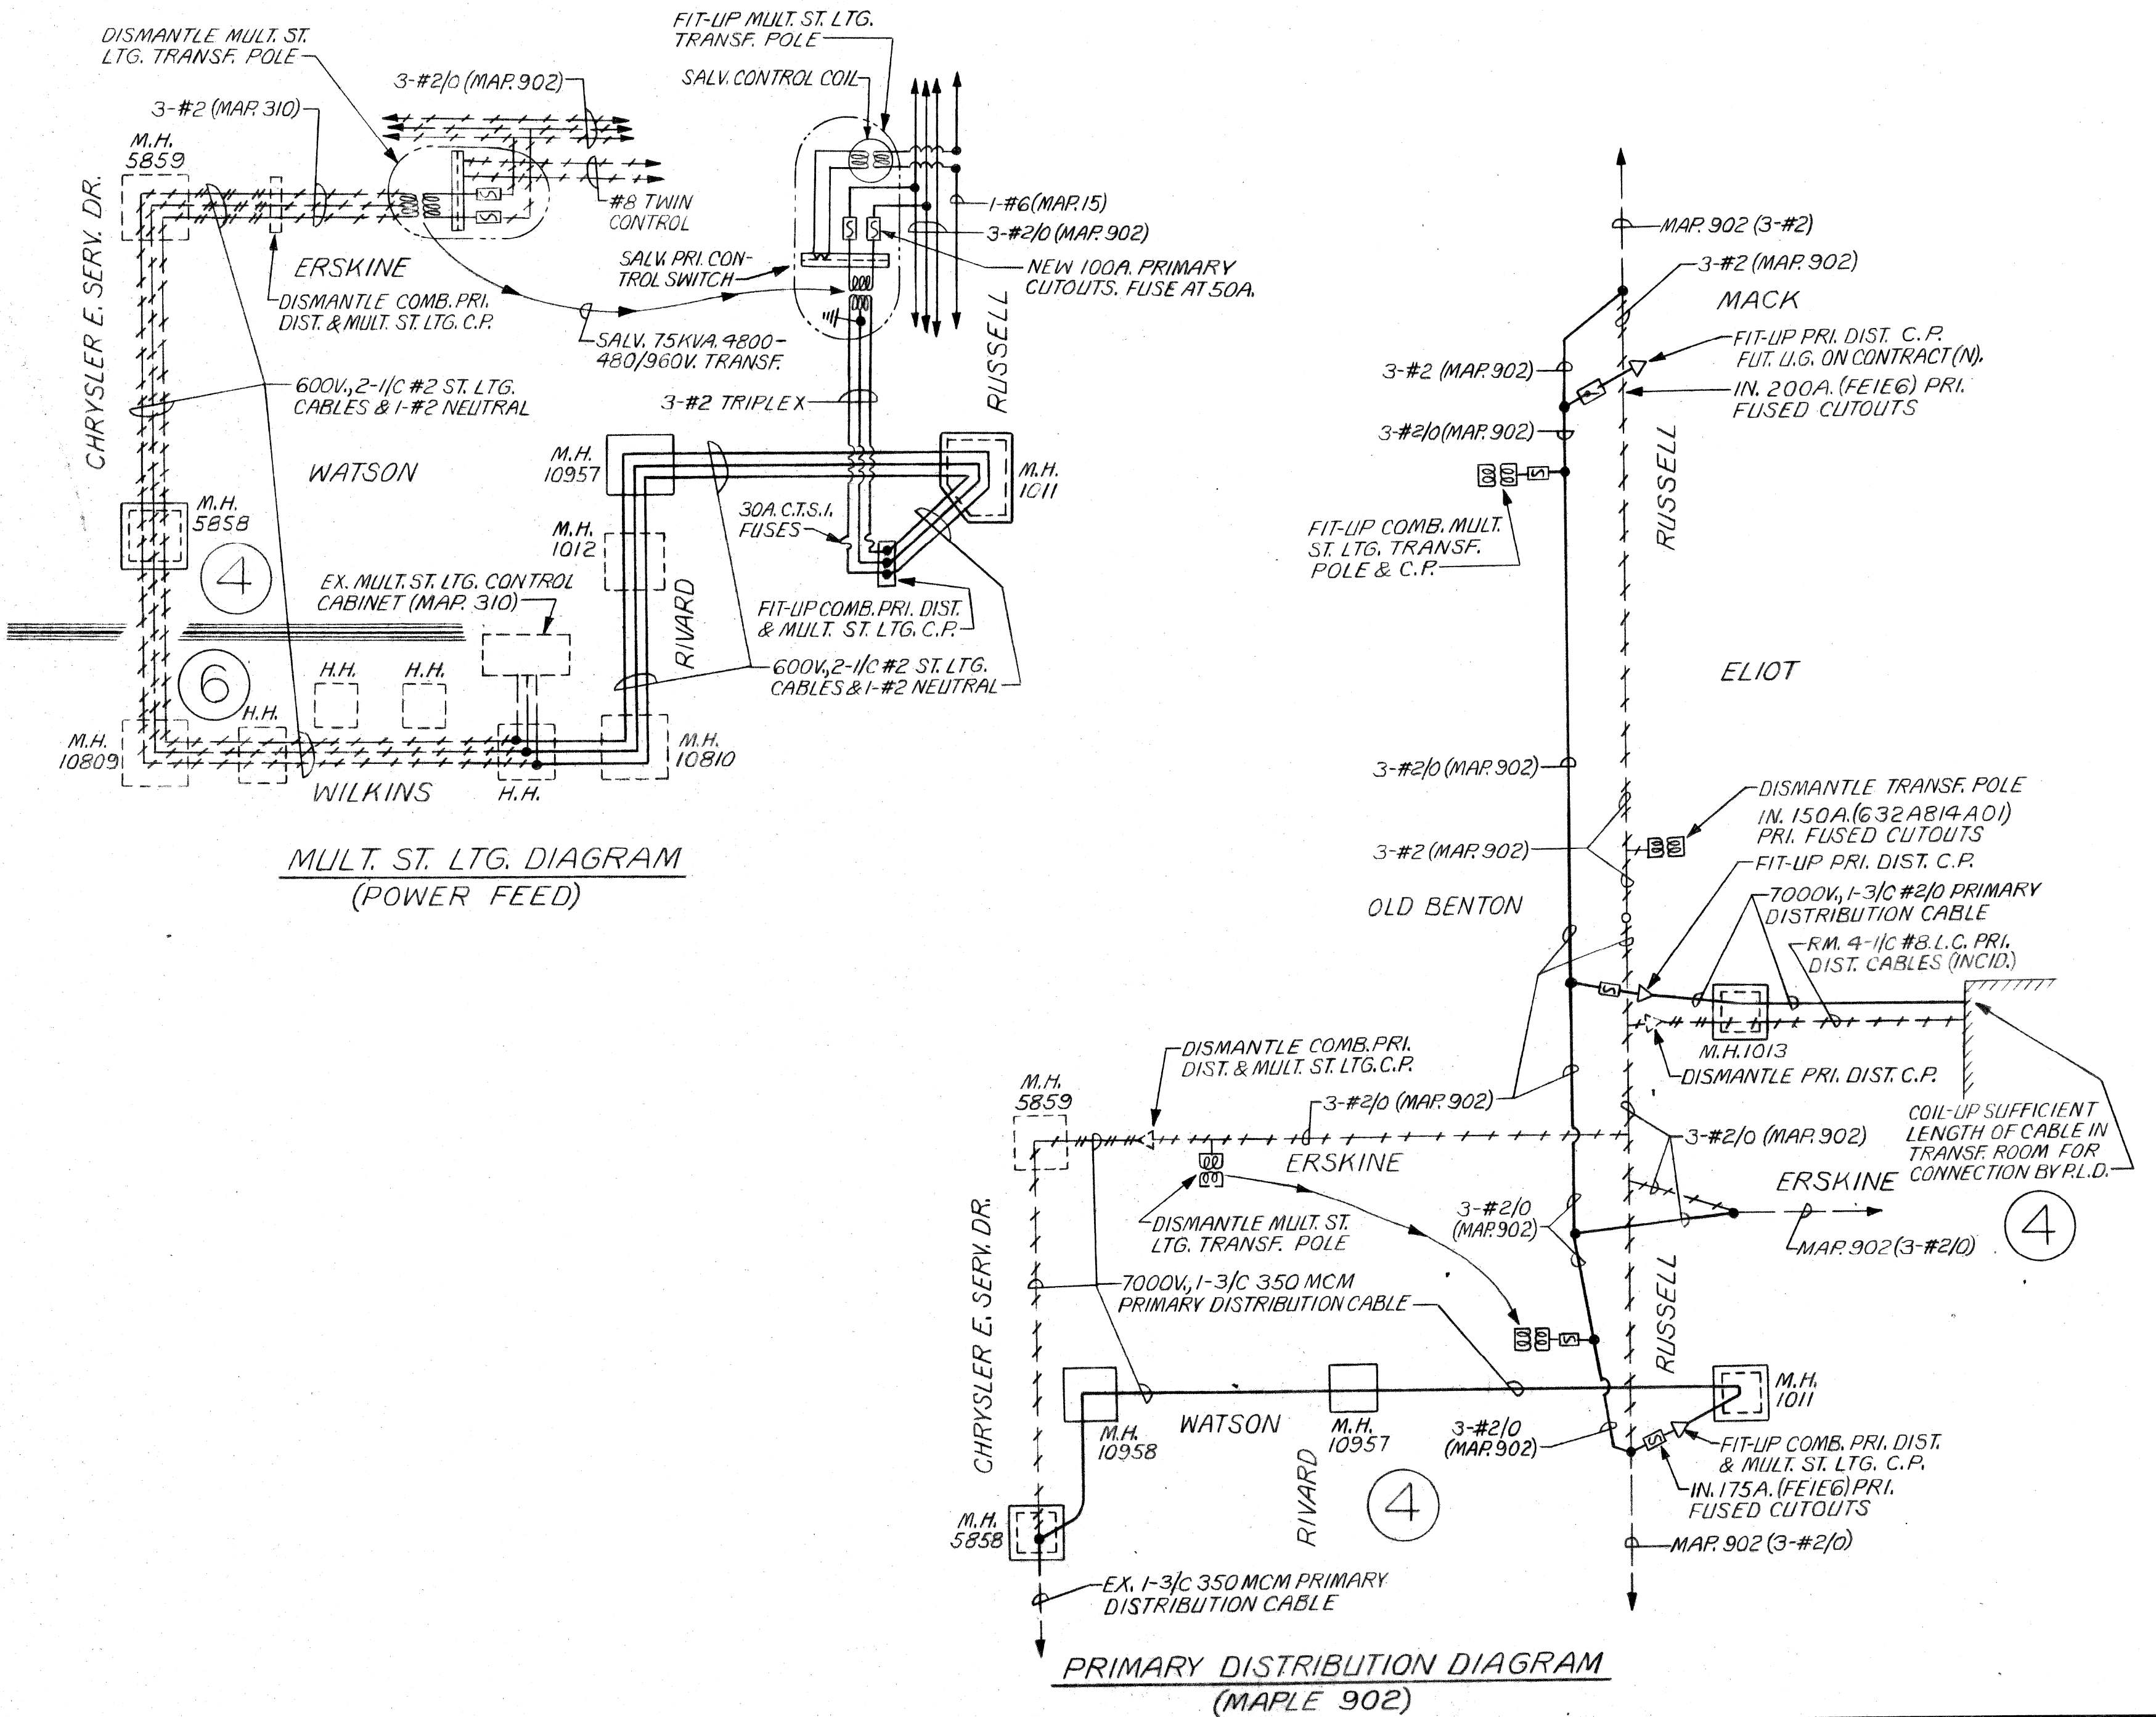 DISMANTLE MULT. ST.
LTG. TRANSF. POLE
3-#2/0 (MAP. 902)
3-#2 (MAP. 310)
M.H.
5859
CHRYSLER E. SERV. DR.
#8 TWIN
CONTROL
ERSKINE
DISMANTLE COMB. PRI.
DIST. & MULT. ST. LTG. C.P.
600V., 2-1/C #2 ST. LTG.
CABLES & 1-#2 NEUTRAL
WATSON
M.H.
5858
4
6
EX. MULT. ST. LTG. CONTROL
CABINET (MAP. 310)
H.H.
H.H.
H.H.
M.H.
10809
WILKINS
H.H.
M.H.
10810
FIT-UP MULT. ST. LTG.
TRANSF. POLE
SALV. CONTROL COIL
1-#6 (MAP. 15)
3-#2/0 (MAP. 902)
SALV. PRI. CON-
TROL SWITCH
NEW 100A. PRIMARY
CUTOUTS. FUSE AT 50A.
SALV. 75KVA. 4800-
480/960V. TRANSF.
RUSSELL
3-#2 TRIPLEX
M.H.
10957
M.H.
1011
30A. C.T.S.I.
FUSES
M.H.
1012
RIVARD
FIT-UP COMB. PRI. DIST.
& MULT. ST. LTG. C.P.
600V., 2-1/C #2 ST. LTG.
CABLES & 1-#2 NEUTRAL
MULT. ST. LTG. DIAGRAM
(POWER FEED)
MAP. 902 (3-#2)
3-#2 (MAP. 902)
MACK
FIT-UP PRI. DIST. C.P.
FUT. U.G. ON CONTRACT (N).
3-#2 (MAP. 902)
IN. 200A. (FE1E6) PRI.
FUSED CUTOUTS
3-#2/0 (MAP. 902)
RUSSELL
FIT-UP COMB. MULT.
ST. LTG. TRANSF.
POLE & C.P.
ELIOT
3-#2/0 (MAP. 902)
DISMANTLE TRANSF. POLE
IN. 150A. (632A814A01)
PRI. FUSED CUTOUTS
3-#2 (MAP. 902)
FIT-UP PRI. DIST. C.P.
OLD BENTON
7000V., 1-3/C #2/0 PRIMARY
DISTRIBUTION CABLE
RM. 4-1/C #8 L.C. PRI.
DIST. CABLES (INCID.)
M.H. 1013
DISMANTLE PRI. DIST. C.P.
DISMANTLE COMB. PRI.
DIST. & MULT. ST. LTG. C.P.
M.H.
5859
3-#2/0 (MAP. 902)
COIL-UP SUFFICIENT
LENGTH OF CABLE IN
TRANSF. ROOM FOR
CONNECTION BY P.L.D.
3-#2/0 (MAP. 902)
ERSKINE
ERSKINE
4
MAP. 902 (3-#2/0)
CHRYSLER E. SERV. DR.
DISMANTLE MULT. ST.
LTG. TRANSF. POLE
3-#2/0
(MAP. 902)
7000V., 1-3/C 350 MCM
PRIMARY DISTRIBUTION CABLE
RUSSELL
M.H.
1011
WATSON
M.H.
10958
M.H.
10957
3-#2/0
(MAP. 902)
FIT-UP COMB. PRI. DIST.
& MULT. ST. LTG. C.P.
IN. 175A. (FE1E6) PRI.
FUSED CUTOUTS
RIVARD
4
M.H.
5858
MAP. 902 (3-#2/0)
EX. 1-3/C 350 MCM PRIMARY
DISTRIBUTION CABLE
PRIMARY DISTRIBUTION DIAGRAM
(MAPLE 902)